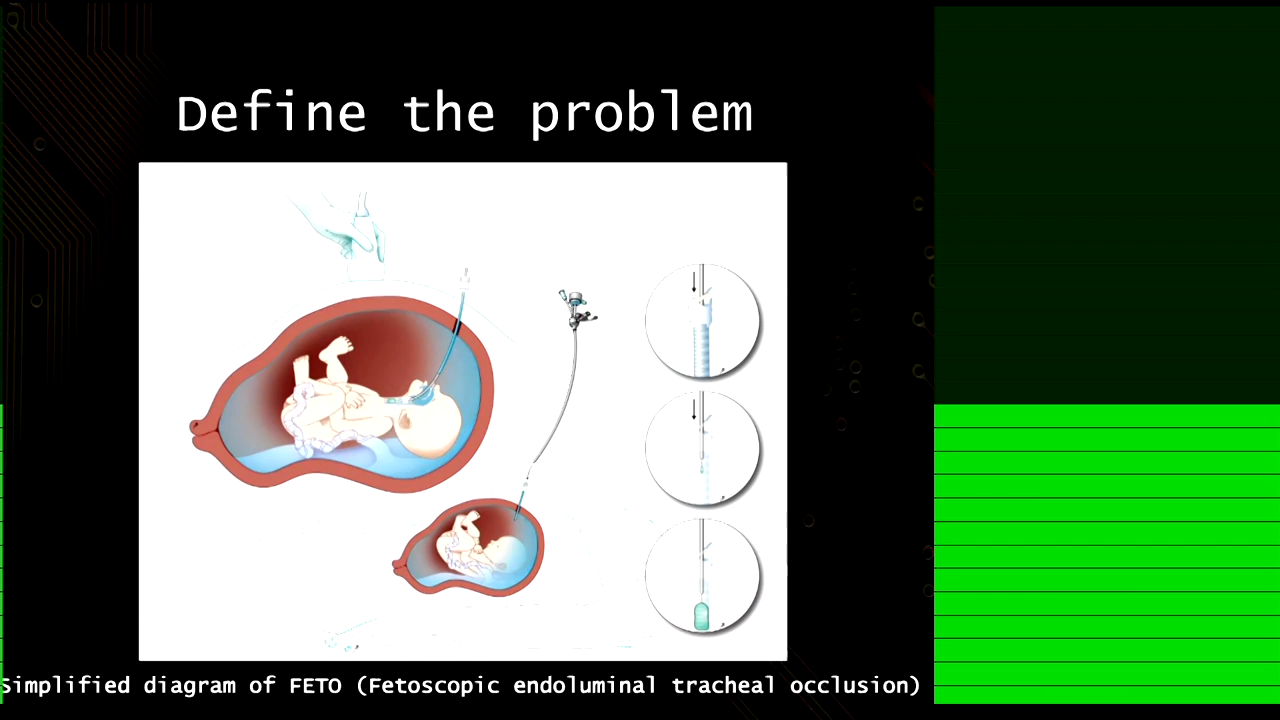 Define the problem
Simplified diagram of FETO (Fetoscopic endoluminal tracheal occlusion)